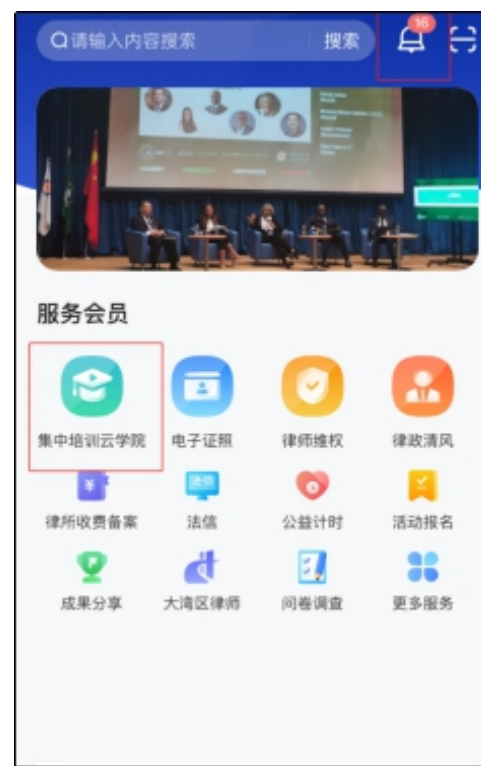 请输入内容搜索 搜索 16
服务会员
集中培训云学院 电子证照 律师维权 律政清风
律所收费备案 法信 公益计时 活动报名
成果分享 大湾区律师 问卷调查 更多服务